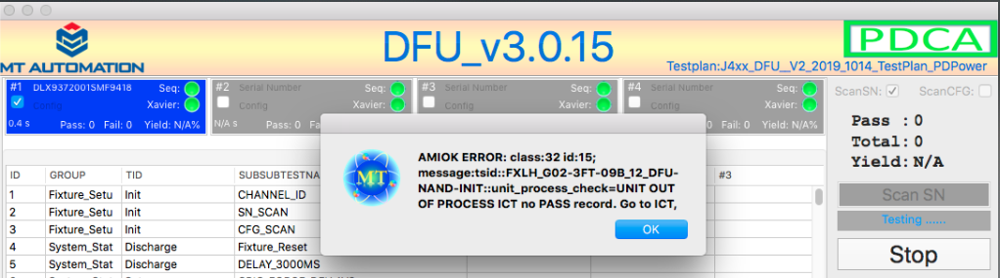 DFU_v3.0.15
PDCA
MT AUTOMATION
Testplan:J4xx_DFU__V2_2019_1014_TestPlan_PDPower
#1 DLX9372001SMF9418 Seq:
Config Xavier:
0.4 s Pass: 0 Fail: 0 Yield: N/A%
#2 Serial Number Seq:
Config Xavier:
N/A s Pass: 0 Fa
#3 Serial Number Seq:
Config Xavier:
#4 Serial Number Seq:
Config Xavier:
0 Fail: 0 Yield: N/A%
ScanSN: ScanCFG:
Pass :0
Total:0
Yield:N/A
Scan SN
Testing ......
Stop
AMIOK ERROR: class:32 id:15;
message:tsid::FXLH_G02-3FT-09B_12_DFU-
NAND-INIT::unit_process_check=UNIT OUT
OF PROCESS ICT no PASS record. Go to ICT,
MT
OK
ID GROUP TID SUBSUBTESTNA #3
1 Fixture_Setu Init CHANNEL_ID
2 Fixture_Setu Init SN_SCAN
3 Fixture_Setu Init CFG_SCAN
4 System_Stat Discharge Fixture_Reset
5 System_Stat Discharge DELAY_3000MS